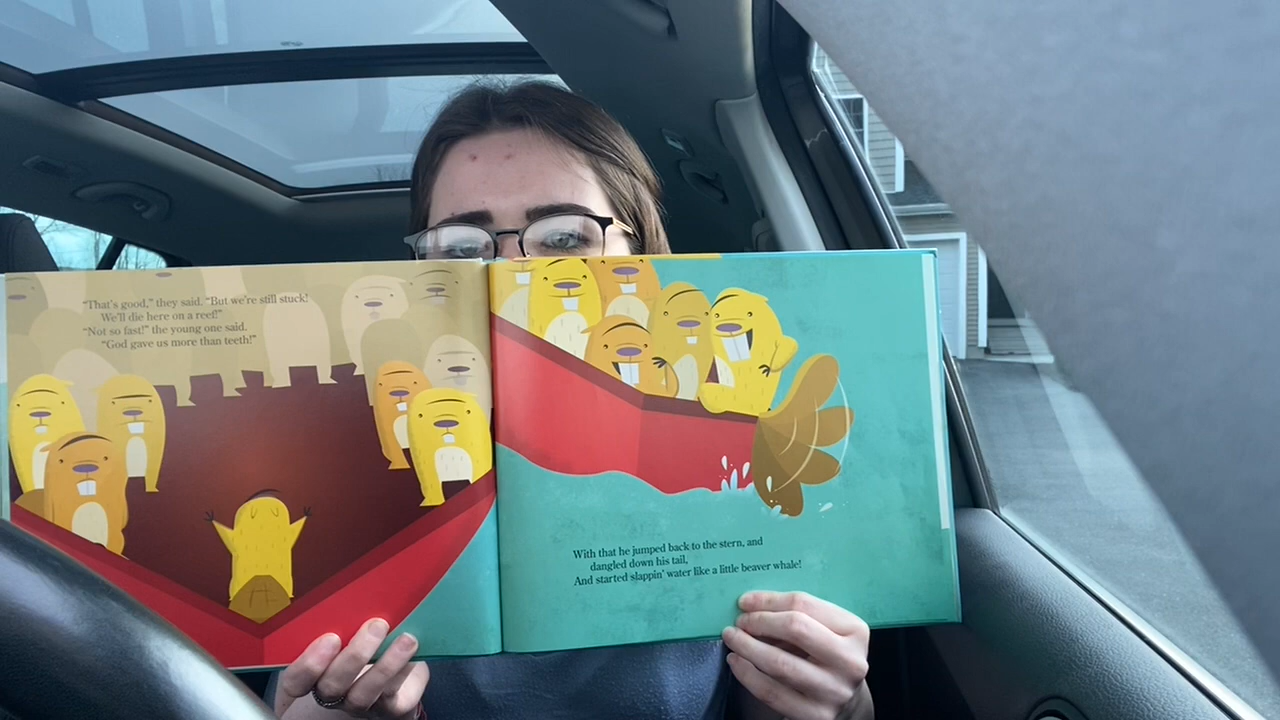 “That’s good,” they said. “But we’re still stuck!
We’ll die here on a reef!”
“Not so fast!” the young one said.
“God gave us more than teeth!”
With that he jumped back to the stern, and
dangled down his tail,
And started slappin’ water like a little beaver whale!